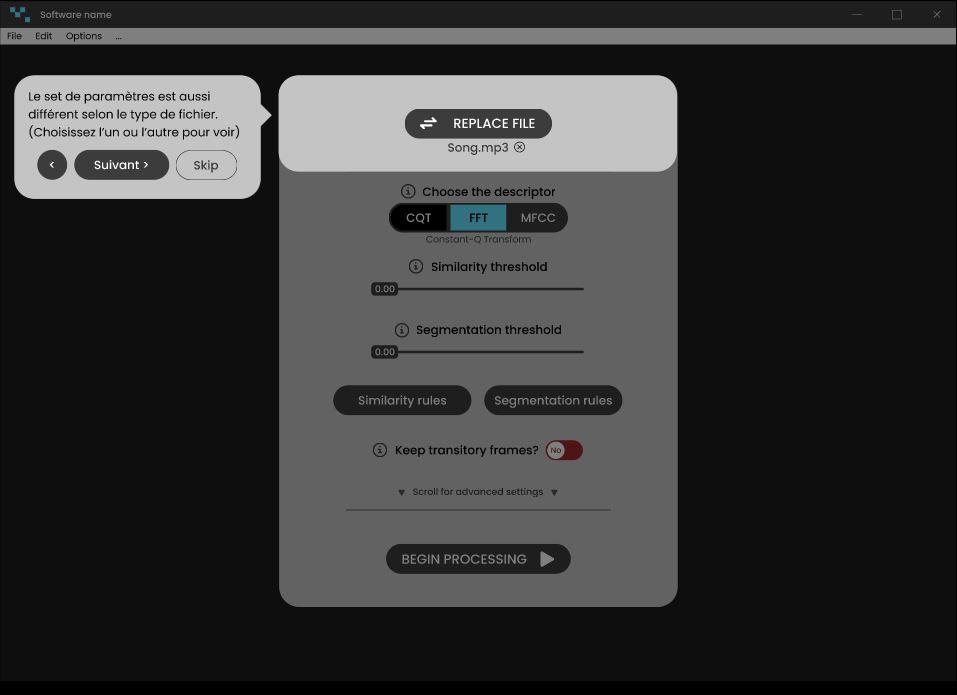 Software name
File Edit Options ...
Le set de paramètres est aussi
différent selon le type de fichier.
(Choisissez l'un ou l'autre pour voir)
< Suivant > Skip
REPLACE FILE
Song.mp3
Choose the descriptor
CQT FFT MFCC
Constant-Q Transform
Similarity threshold
0.00
Segmentation threshold
0.00
Similarity rules Segmentation rules
Keep transitory frames? No
Scroll for advanced settings
BEGIN PROCESSING